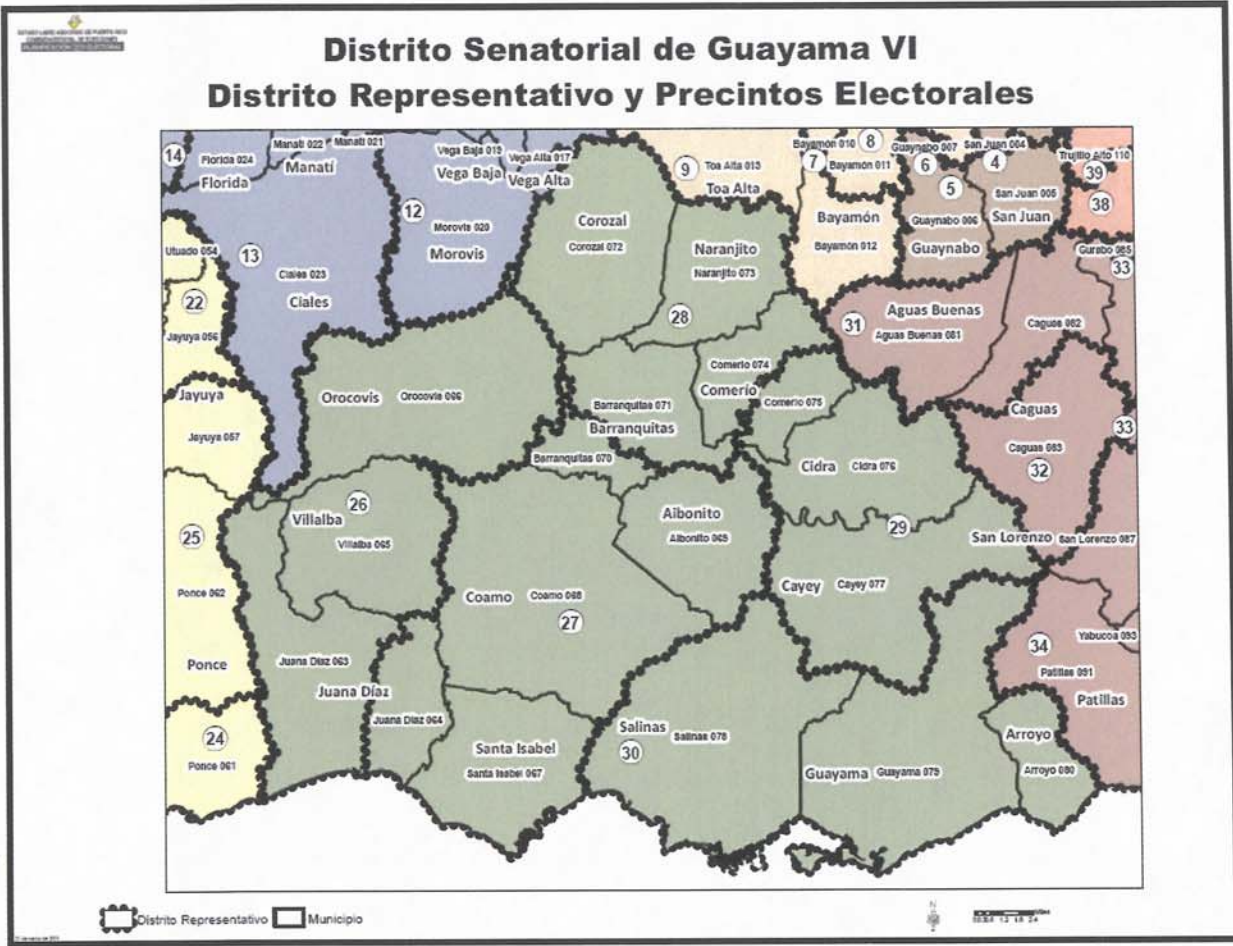 ESTADO LIBRE ASOCIADO DE PUERTO RICO
Distrito Senatorial de Guayama VI
Distrito Representativo y Precintos Electorales
14
Florida 024
Florida
Manatí 022
Manatí 021
Manatí
Vega Baja 019
Vega Baja
Vega Alta 017
Vega Alta
9
Toa Alta 013
Toa Alta
Bayamón 010
7
8
Bayamón 011
Guaynabo 007
6
San Juan 004
4
Trujillo Alto 110
39
38
5
San Juan 005
San Juan
Guaynabo 006
Guaynabo
Bayamón
Bayamón 012
12
Morovis 020
Morovis
13
Ciales 023
Ciales
Corozal
Corozal 072
Naranjito
Naranjito 073
28
Gurabo 085
33
Utuado 054
22
Jayuya 056
Jayuya
Jayuya 057
31
Aguas Buenas
Aguas Buenas 081
Caguas 082
Orocovis
Orocovis 066
Comerío 074
Comerío
Comerío 075
Barranquitas 071
Barranquitas
Barranquitas 070
Caguas
Caguas 083
32
33
Cidra
Cidra 076
26
Villalba
Villalba 065
Aibonito
Aibonito 069
29
San Lorenzo
San Lorenzo 087
25
Ponce 062
Ponce
Coamo
Coamo 068
27
Cayey
Cayey 077
34
Yabucoa 093
Patillas 091
Patillas
Juana Díaz 063
Juana Díaz
Juana Díaz 064
24
Ponce 061
Santa Isabel
Santa Isabel 067
Salinas
Salinas 078
30
Guayama
Guayama 079
Arroyo
Arroyo 080
Distrito Representativo
Municipio
N